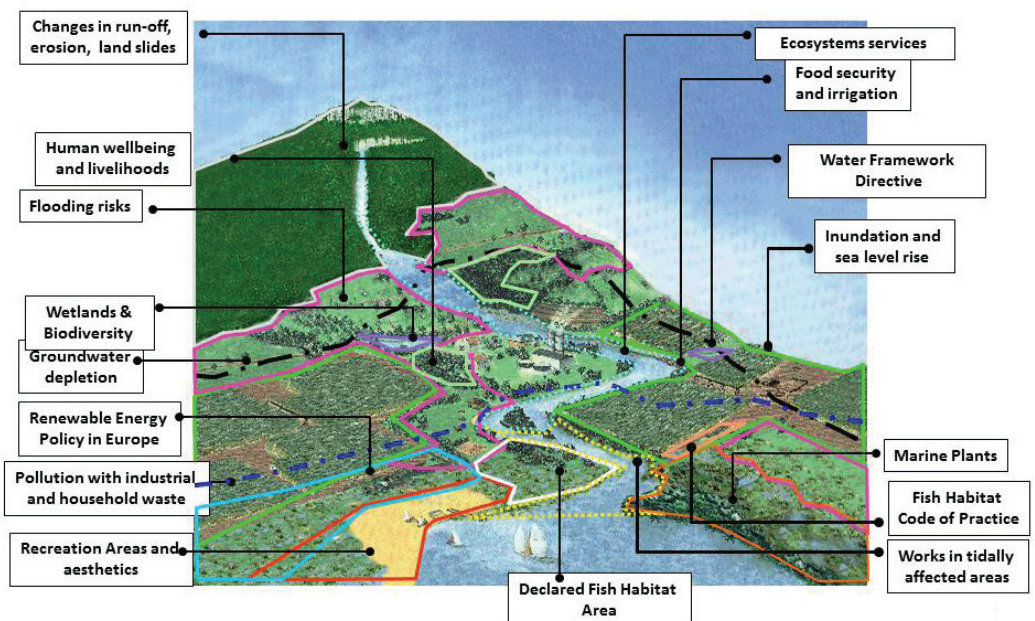 Changes in run-off,
erosion, land slides,
Human wellbeing
and livelihoods
Flooding risks
Wetlands &
Biodiversity
Groundwater
depletion
Renewable Energy
Policy in Europe
Pollution with industrial
and household waste
Recreation Areas and
aesthetics
Ecosystems services
Food security
and irrigation
Water Framework
Directive
Inundation and
sea level rise
Marine Plants
Fish Habitat
Code of Practice
Works in tidally
affected areas
Declared Fish Habitat
Area